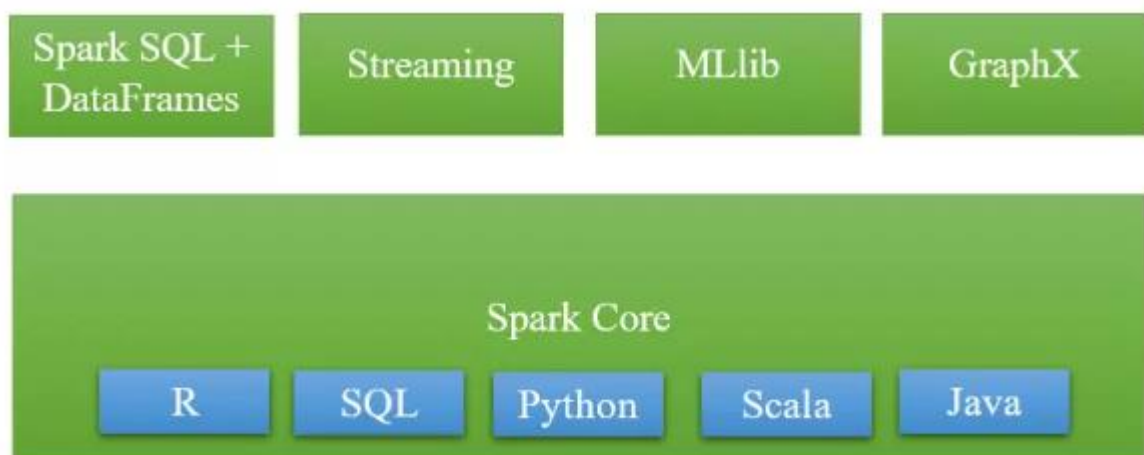 Spark SQL +
DataFrames
Streaming
MLlib
GraphX
Spark Core
R
SQL
Python
Scala
Java